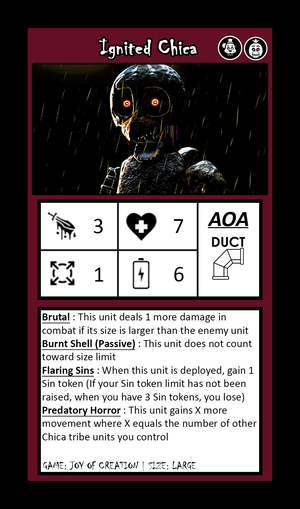 Ignited Chica
3 7 AOA
DUCT
1 6
Brutal : This unit deals 1 more damage in
combat if its size is larger than the enemy unit
Burnt Shell (Passive) : This unit does not count
toward size limit
Flaring Sins : When this unit is deployed, gain 1
Sin token (If your Sin token limit has not been
raised, when you have 3 Sin tokens, you lose)
Predatory Horror : This unit gains X more
movement where X equals the number of other
Chica tribe units you control
GAME: JOY OF CREATION | SIZE: LARGE